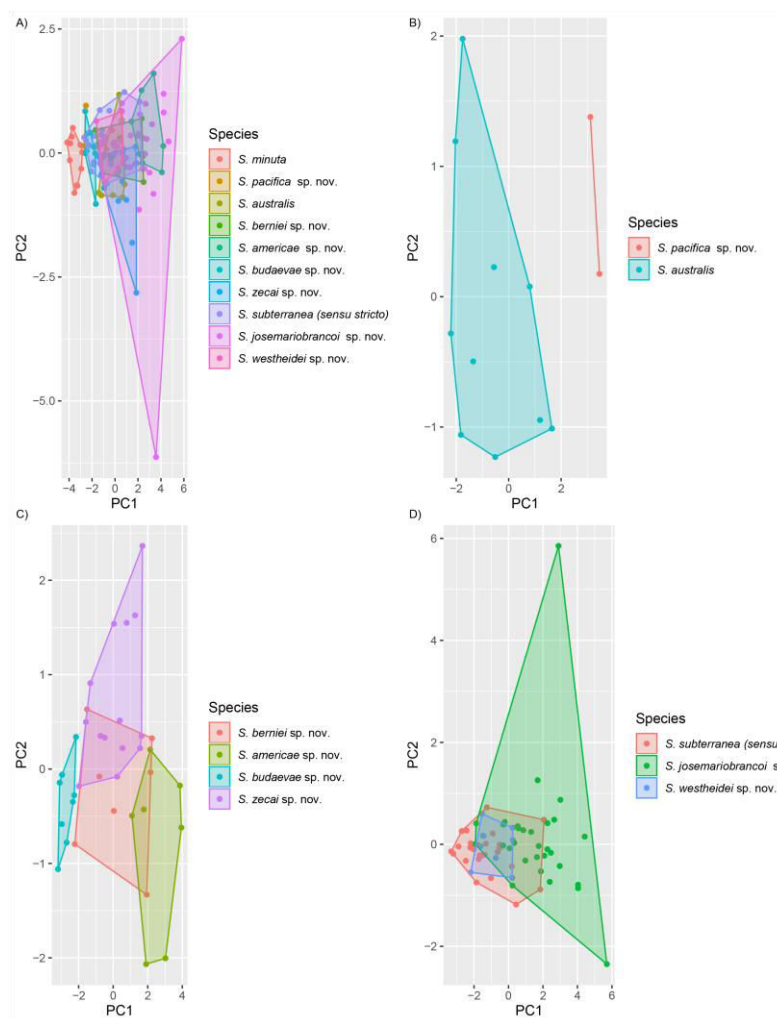 A)
2.5
0.0
−2.5
−5.0
PC2
−4 −2 0 2 4 6
PC1
Species
S. minuta
S. pacifica sp. nov.
S. australis
S. berniei sp. nov.
S. americae sp. nov.
S. budaevae sp. nov.
S. zecai sp. nov.
S. subterranea (sensu stricto)
S. josemariobrancoi sp. nov.
S. westheidei sp. nov.
B)
2
1
0
−1
PC2
−2 0 2
PC1
Species
S. pacifica sp. nov.
S. australis
C)
2
1
0
−1
−2
PC2
−2 0 2 4
PC1
Species
S. berniei sp. nov.
S. americae sp. nov.
S. budaevae sp. nov.
S. zecai sp. nov.
D)
6
4
2
0
−2
PC2
−2 0 2 4 6
PC1
Species
S. subterranea (sensu
S. josemariobrancoi s
S. westheidei sp. nov.